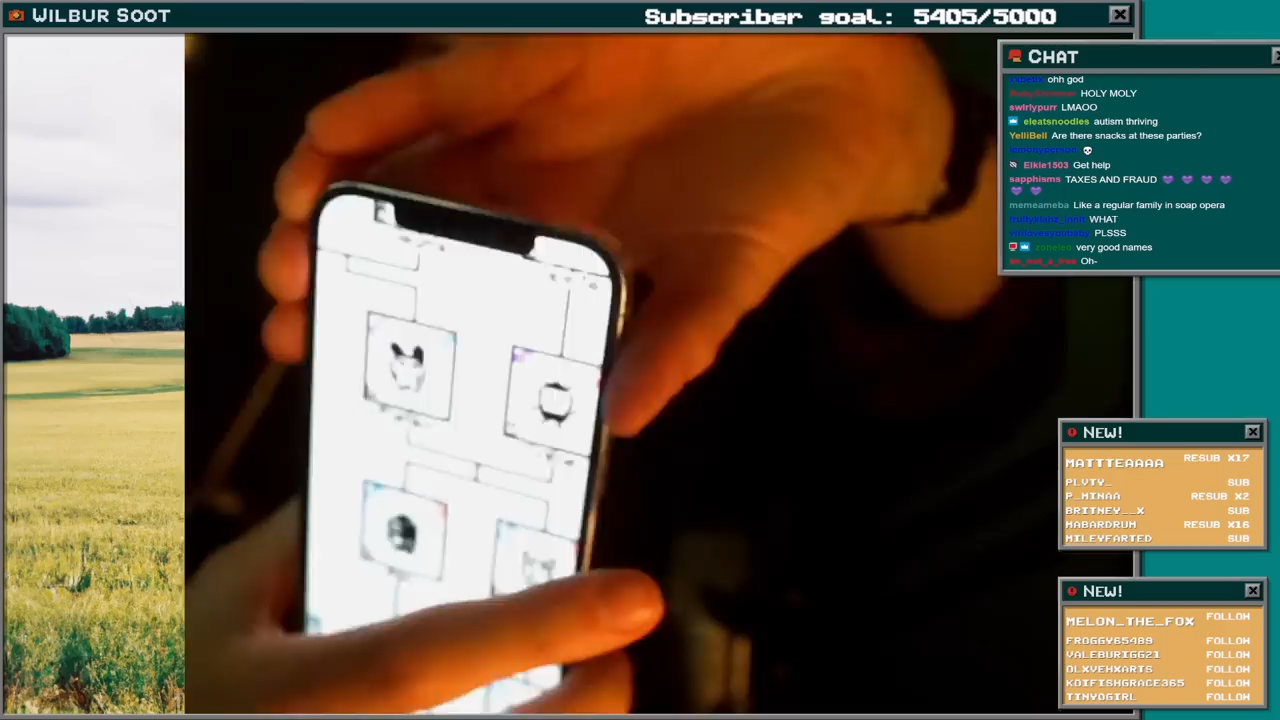 WILBUR SOOT
Subscriber goal: 5405/5000
CHAT
ohh god
HOLY MOLY
swirlypurr LMAOO
eleatsnoodles autism thriving
YelliBell Are there snacks at these parties?
Elkie1503 Get help
sapphisms TAXES AND FRAUD
memeameba Like a regular family in soap opera
WHAT
PLSSS
very good names
Oh-
NEW!
MATTTEAAAA RESUB X17
PLVTY_ SUB
P_MINAA RESUB X2
BRITNEY__X SUB
MABARDRUM RESUB X16
MILEYFARTED SUB
NEW!
MELON_THE_FOX FOLLOW
FROGGY65489 FOLLOW
VALEBURIGG21 FOLLOW
OLXVEHXARTS FOLLOW
KOIFISHGRACE365 FOLLOW
TINY0GIRL FOLLOW